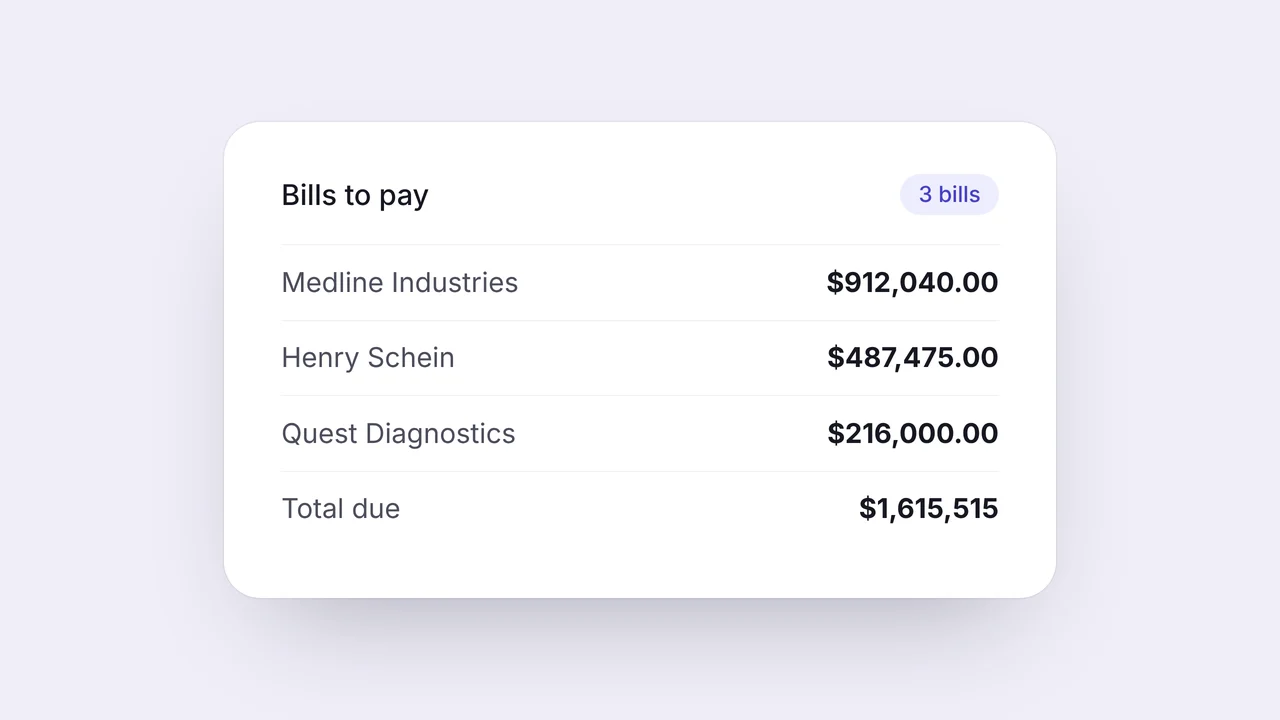 Bills to pay 3 bills
Medline Industries $912,040.00
Henry Schein $487,475.00
Quest Diagnostics $216,000.00
Total due $1,615,515